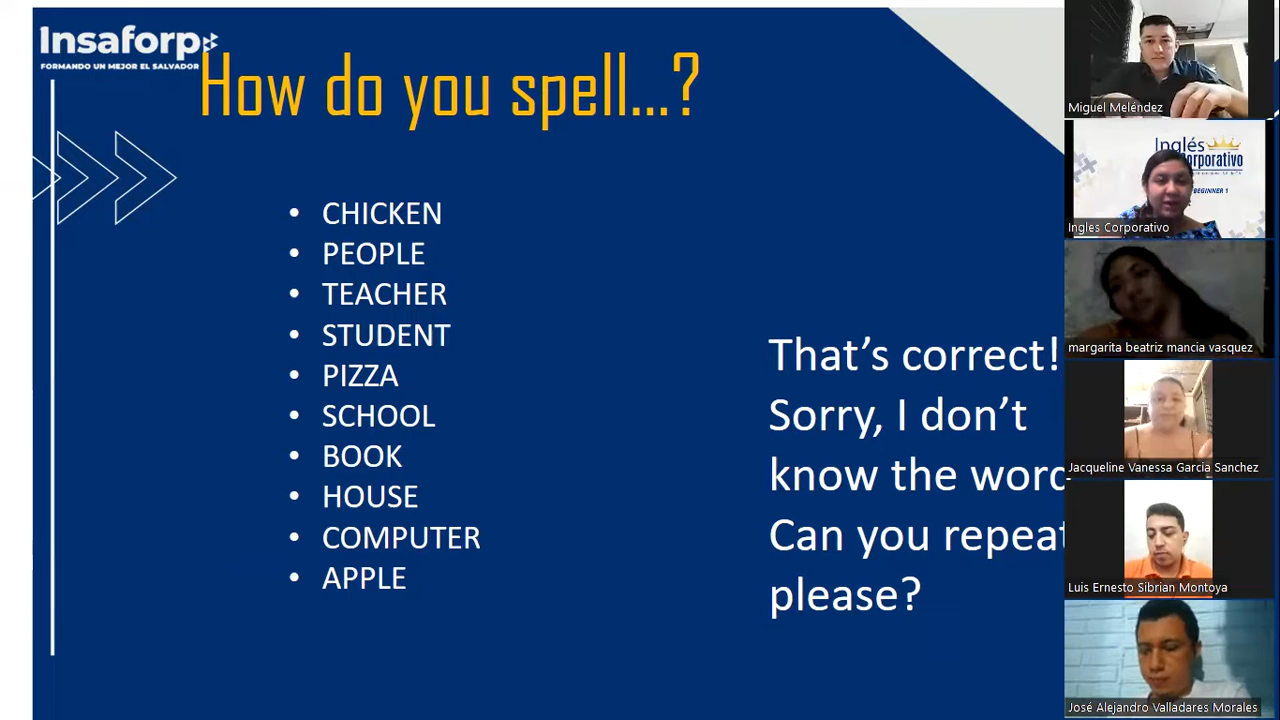 Insaforp
FORMANDO UN MEJOR EL SALVADOR
How do you spell...?
• CHICKEN
• PEOPLE
• TEACHER
• STUDENT
• PIZZA
• SCHOOL
• BOOK
• HOUSE
• COMPUTER
• APPLE
That's correct!
Sorry, I don't
know the word
Can you repeat
please?
Miguel Meléndez
Inglés
Corporativo
BEGINNER 1
Ingles Corporativo
margarita beatriz mancia vasquez
Jacqueline Vanessa Garcia Sanchez
Luis Ernesto Sibrian Montoya
José Alejandro Valladares Morales